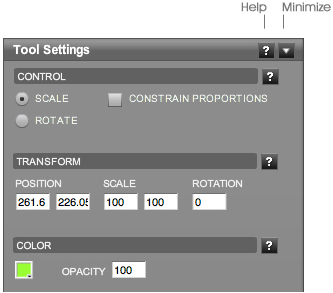 Help Minimize
Tool Settings ?
CONTROL ?
SCALE CONSTRAIN PROPORTIONS
ROTATE
TRANSFORM ?
POSITION SCALE ROTATION
261.6 226.05 100 100 0
COLOR ?
OPACITY 100